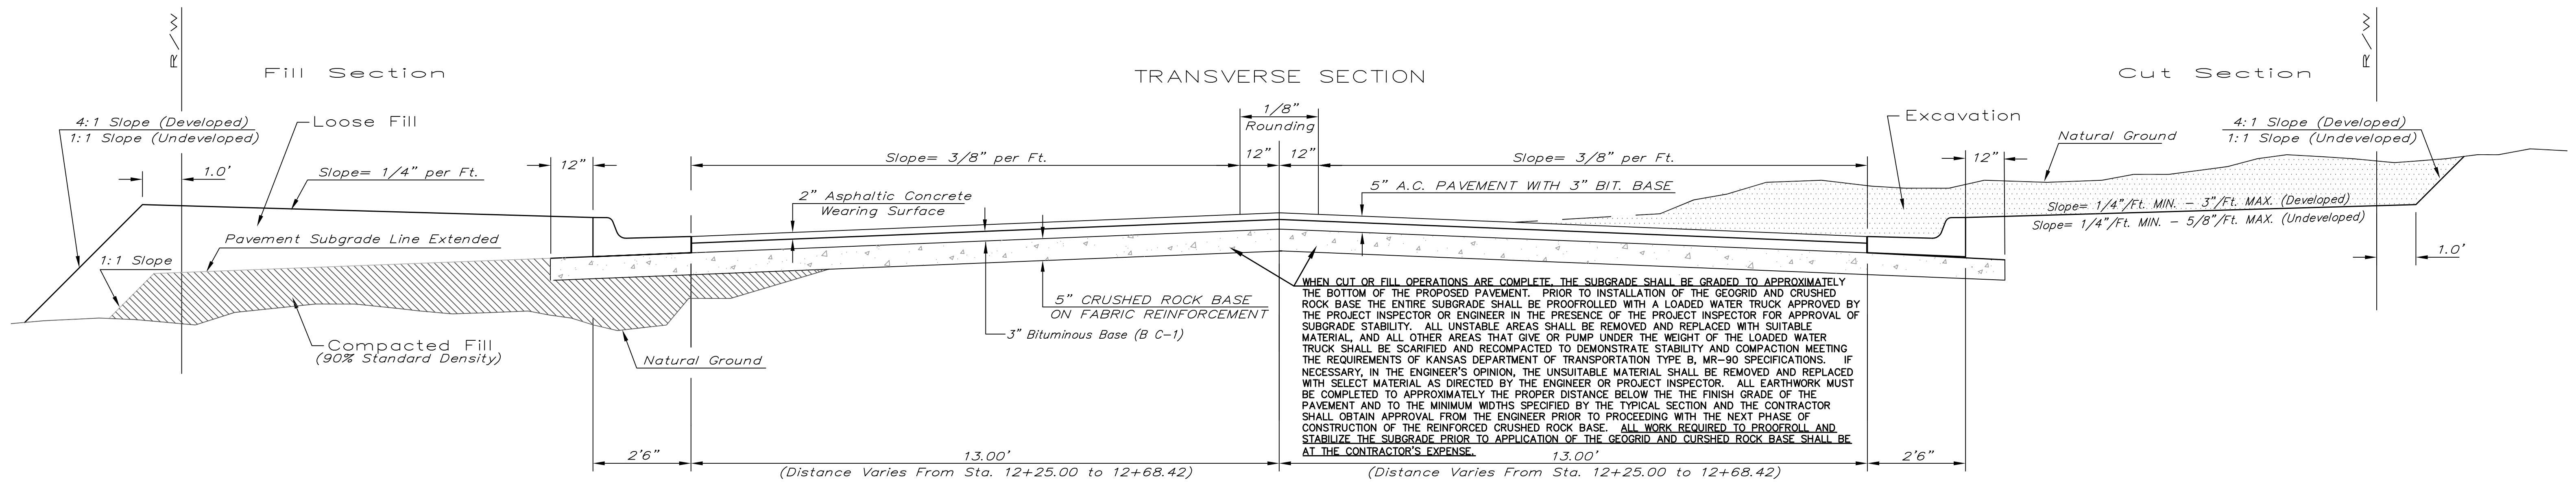 R/W
R/W
Fill Section
TRANSVERSE SECTION
Cut Section
4:1 Slope (Developed)
1:1 Slope (Undeveloped)
Loose Fill
1.0'
Slope= 1/4" per Ft.
12"
Slope= 3/8" per Ft.
1/8"
Rounding
12"
12"
Slope= 3/8" per Ft.
Excavation
12"
Natural Ground
4:1 Slope (Developed)
1:1 Slope (Undeveloped)
2" Asphaltic Concrete
Wearing Surface
5" A.C. PAVEMENT WITH 3" BIT. BASE
Slope= 1/4"/Ft. MIN. - 3"/Ft. MAX. (Developed)
Slope= 1/4"/Ft. MIN. - 5/8"/Ft. MAX. (Undeveloped)
1.0'
Pavement Subgrade Line Extended
1:1 Slope
5" CRUSHED ROCK BASE
ON FABRIC REINFORCEMENT
3" Bituminous Base (B C-1)
Compacted Fill
(90% Standard Density)
Natural Ground
WHEN CUT OR FILL OPERATIONS ARE COMPLETE, THE SUBGRADE SHALL BE GRADED TO APPROXIMATELY
THE BOTTOM OF THE PROPOSED PAVEMENT. PRIOR TO INSTALLATION OF THE GEOGRID AND CRUSHED
ROCK BASE THE ENTIRE SUBGRADE SHALL BE PROOFROLLED WITH A LOADED WATER TRUCK APPROVED BY
THE PROJECT INSPECTOR OR ENGINEER IN THE PRESENCE OF THE PROJECT INSPECTOR FOR APPROVAL OF
SUBGRADE STABILITY. ALL UNSTABLE AREAS SHALL BE REMOVED AND REPLACED WITH SUITABLE
MATERIAL, AND ALL OTHER AREAS THAT GIVE OR PUMP UNDER THE WEIGHT OF THE LOADED WATER
TRUCK SHALL BE SCARIFIED AND RECOMPACTED TO DEMONSTRATE STABILITY AND COMPACTION MEETING
THE REQUIREMENTS OF KANSAS DEPARTMENT OF TRANSPORTATION TYPE B, MR-90 SPECIFICATIONS. IF
NECESSARY, IN THE ENGINEER'S OPINION, THE UNSUITABLE MATERIAL SHALL BE REMOVED AND REPLACED
WITH SELECT MATERIAL AS DIRECTED BY THE ENGINEER OR PROJECT INSPECTOR. ALL EARTHWORK MUST
BE COMPLETED TO APPROXIMATELY THE PROPER DISTANCE BELOW THE THE FINISH GRADE OF THE
PAVEMENT AND TO THE MINIMUM WIDTHS SPECIFIED BY THE TYPICAL SECTION AND THE CONTRACTOR
SHALL OBTAIN APPROVAL FROM THE ENGINEER PRIOR TO PROCEEDING WITH THE NEXT PHASE OF
CONSTRUCTION OF THE REINFORCED CRUSHED ROCK BASE. ALL WORK REQUIRED TO PROOFROLL AND
STABILIZE THE SUBGRADE PRIOR TO APPLICATION OF THE GEOGRID AND CURSHED ROCK BASE SHALL BE
AT THE CONTRACTOR'S EXPENSE.
2'6"
13.00'
(Distance Varies From Sta. 12+25.00 to 12+68.42)
13.00'
(Distance Varies From Sta. 12+25.00 to 12+68.42)
2'6"